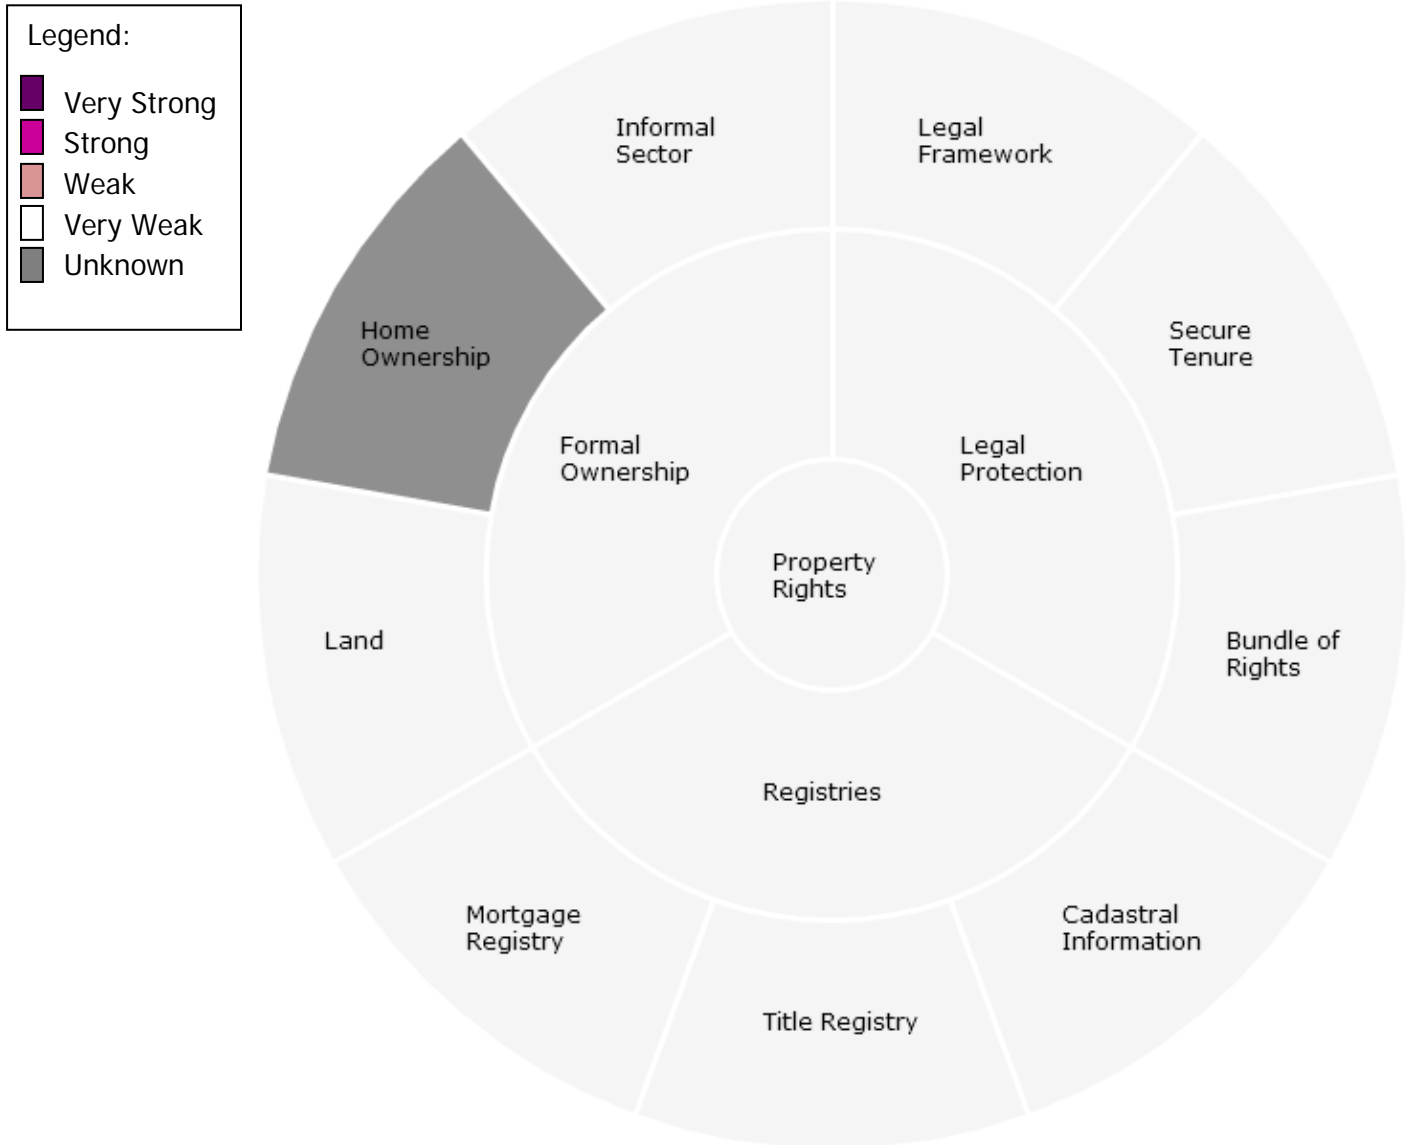 Legend:
Very Strong
Strong
Weak
Very Weak
Unknown
Informal
Sector
Legal
Framework
Home
Ownership
Secure
Tenure
Formal
Ownership
Legal
Protection
Property
Rights
Land
Bundle of
Rights
Registries
Mortgage
Registry
Cadastral
Information
Title Registry